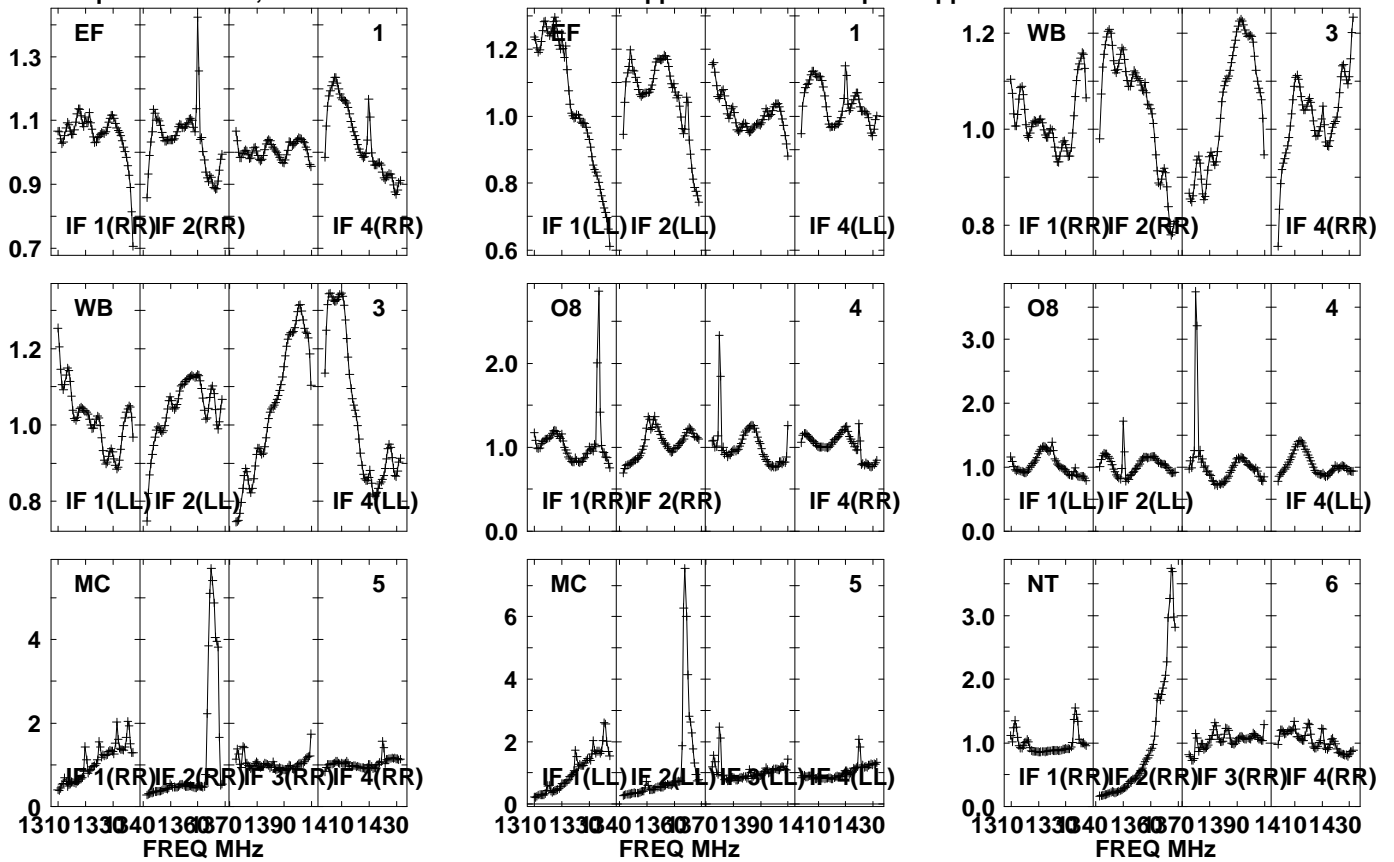 EF 1
1.3
1.1
0.9
0.7
IF 1(RR) IF 2(RR) IF 4(RR)
EF 1
1.2
1.0
0.8
0.6
IF 1(LL) IF 2(LL) IF 4(LL)
WB 3
1.2
1.0
0.8
IF 1(RR) IF 2(RR) IF 4(RR)
WB 3
1.2
1.0
0.8
IF 1(LL) IF 2(LL) IF 4(LL)
O8 4
2.0
1.0
0.0
IF 1(RR) IF 2(RR) IF 4(RR)
O8 4
3.0
2.0
1.0
0.0
IF 1(LL) IF 2(LL) IF 4(LL)
MC 5
4
2
0
IF 1(RR) IF 2(RR) IF 3(RR) IF 4(RR)
1310 1330 1340 1360 1370 1390 1410 1430
FREQ MHz
MC 5
6
4
2
0
IF 1(LL) IF 2(LL) IF 3(LL) IF 4(LL)
1310 1330 1340 1360 1370 1390 1410 1430
FREQ MHz
NT 6
3.0
2.0
1.0
0.0
IF 1(RR) IF 2(RR) IF 3(RR) IF 4(RR)
1310 1330 1340 1360 1370 1390 1410 1430
FREQ MHz